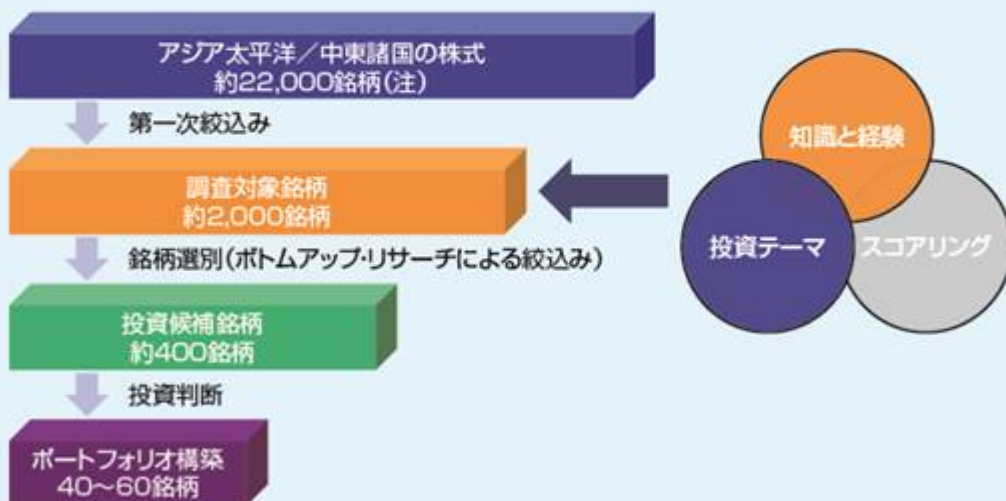 アジア太平洋／中東諸国の株式
約22,000銘柄(注)
第一次絞込み
調査対象銘柄
約2,000銘柄
銘柄選別(ボトムアップ・リサーチによる絞込み)
投資候補銘柄
約400銘柄
投資判断
ポートフォリオ構築
40～60銘柄
知識と経験
投資テーマ
スコアリング